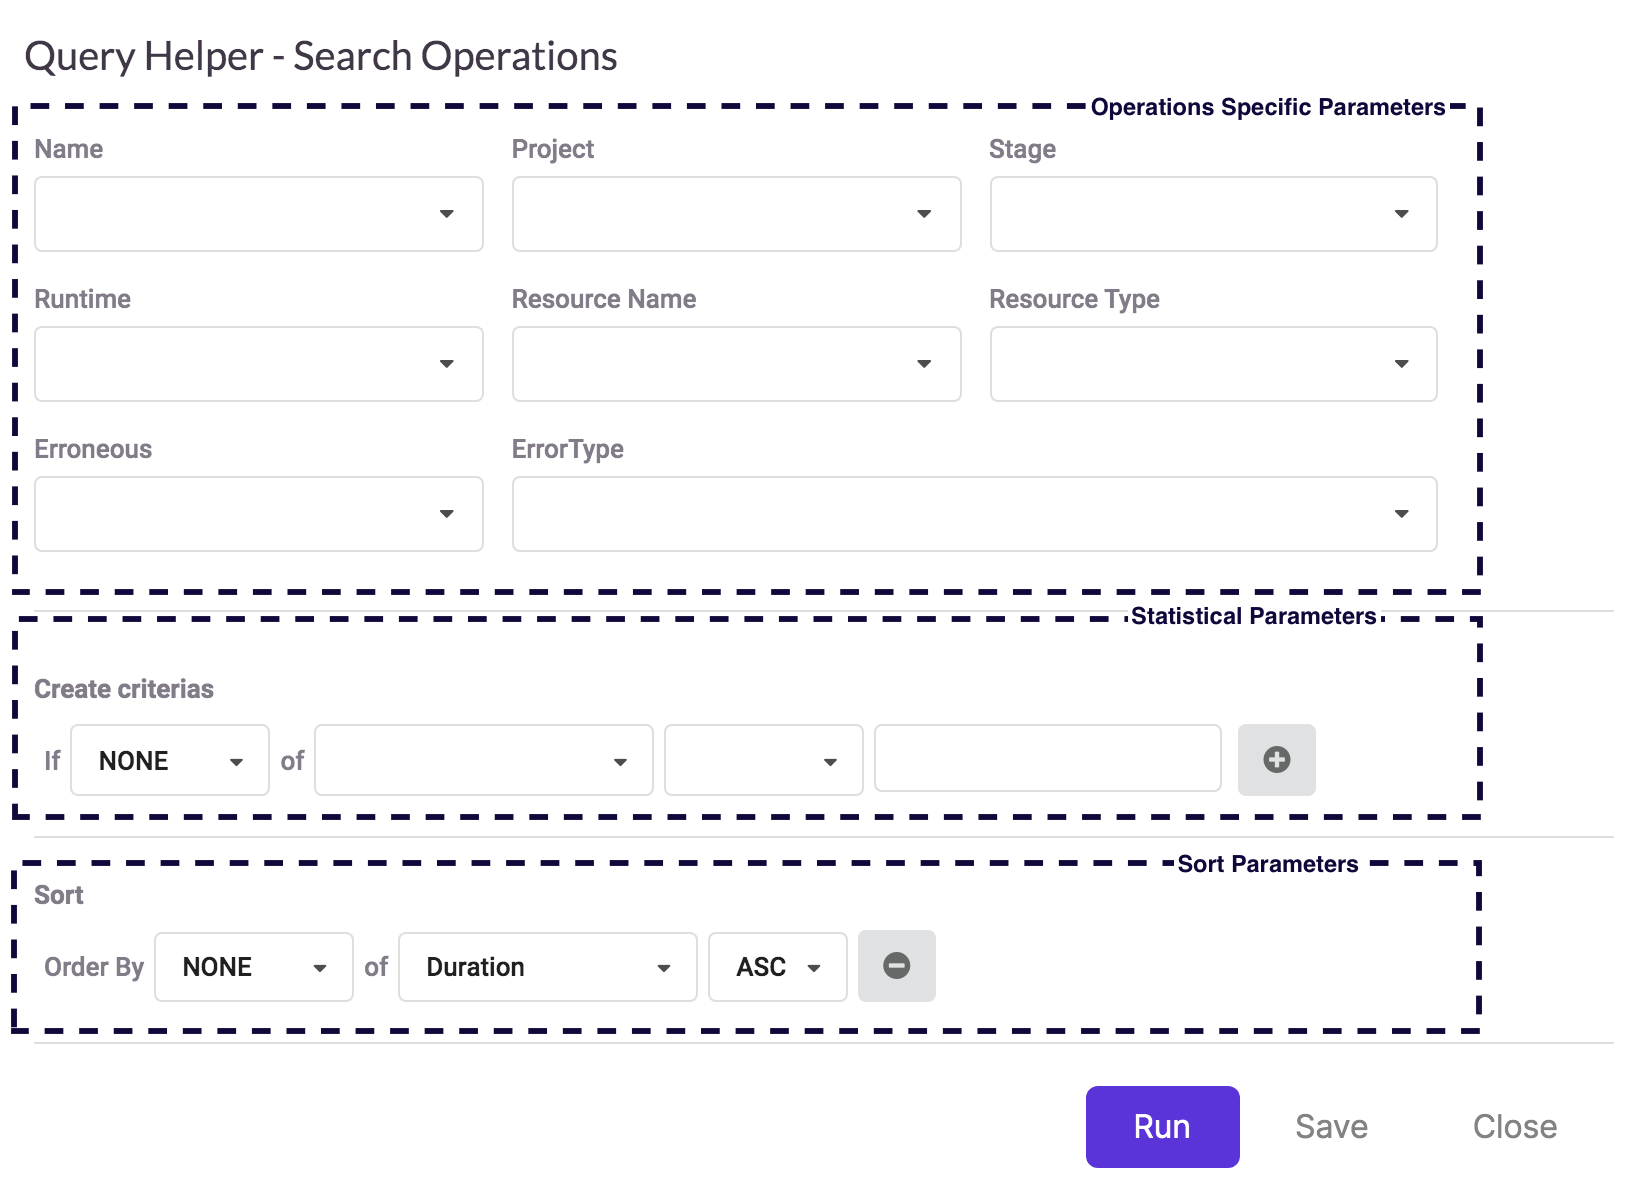 Query Helper - Search Operations
Operations Specific Parameters
Name Project Stage
Runtime Resource Name Resource Type
Erroneous ErrorType
Statistical Parameters
Create criterias
If NONE of
Sort Parameters
Sort
Order By NONE of Duration ASC
Run Save Close